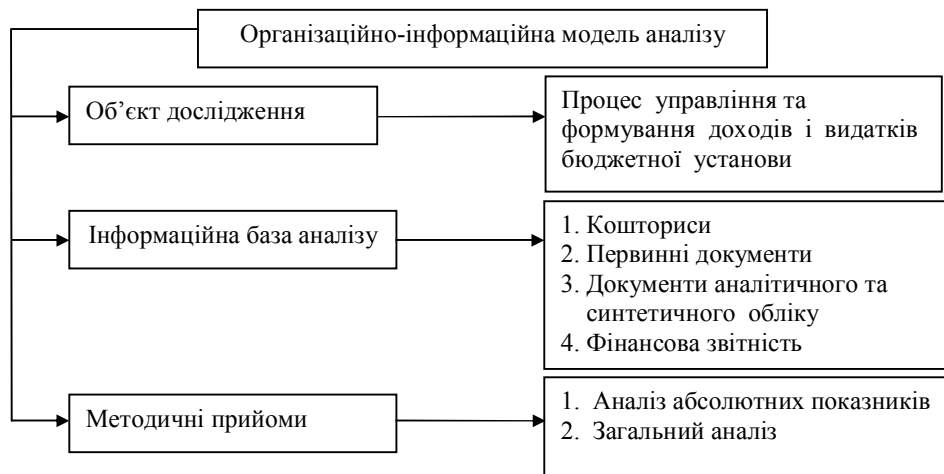 Організаційно-інформаційна модель аналізу
Об’єкт дослідження
Процес управління та
формування доходів і видатків
бюджетної установи
Інформаційна база аналізу
1. Кошториси
2. Первинні документи
3. Документи аналітичного та
синтетичного обліку
4. Фінансова звітність
Методичні прийоми
1. Аналіз абсолютних показників
2. Загальний аналіз